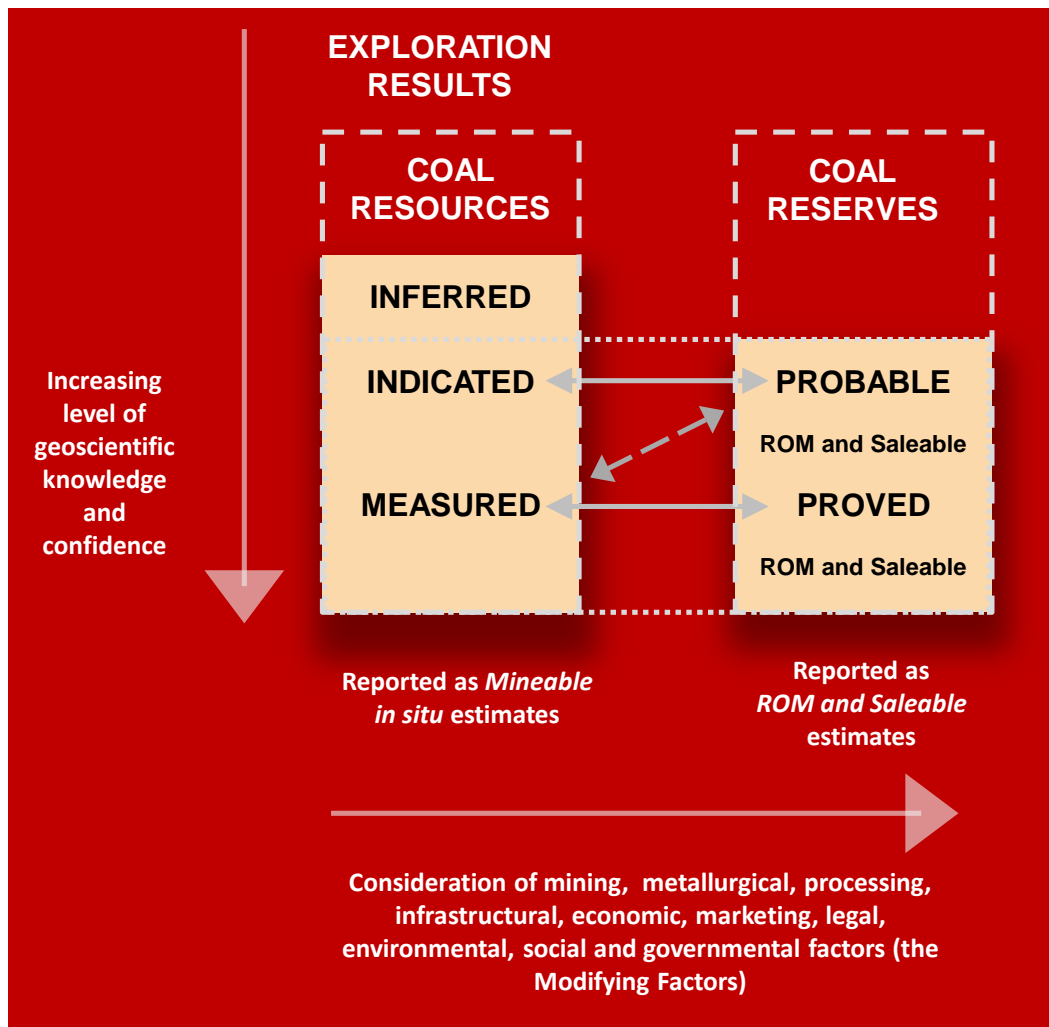 EXPLORATION
RESULTS
COAL
RESOURCES
COAL
RESERVES
INFERRED
INDICATED
PROBABLE
ROM and Saleable
MEASURED
PROVED
ROM and Saleable
Increasing
level of
geoscientific
knowledge
and
confidence
Reported as Mineable
in situ estimates
Reported as
ROM and Saleable
estimates
Consideration of mining, metallurgical, processing,
infrastructural, economic, marketing, legal,
environmental, social and governmental factors (the
Modifying Factors)